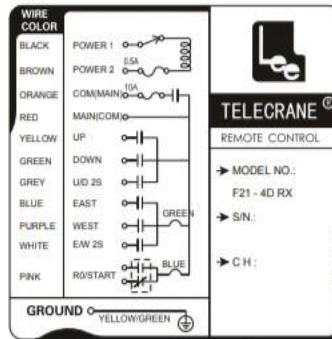 WIRE
COLOR
BLACK POWER 1
BROWN POWER 2 0.5A
ORANGE COM(MAIN) 10A
RED MAIN(COM)
YELLOW UP
GREEN DOWN
GREY U/D 2S
BLUE EAST
PURPLE WEST GREEN
WHITE E/W 2S
PINK R0/START BLUE
GROUND YELLOW/GREEN
Lee
TELECRANE ®
REMOTE CONTROL
MODEL NO.:
F21 - 4D RX
S/N.:
C H :